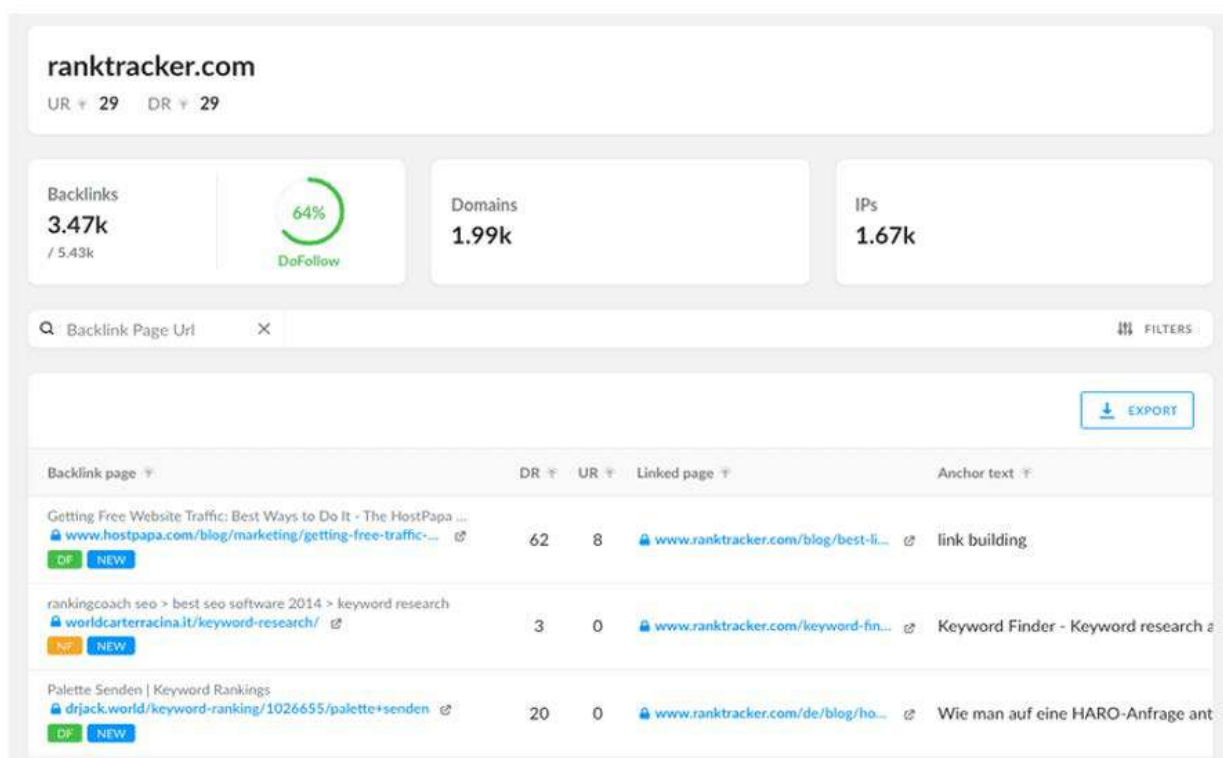 ranktracker.com
UR 29 DR 29
Backlinks
3.47k
/ 5.43k
64%
DoFollow
Domains
1.99k
IPs
1.67k
Backlink Page Url
FILTERS
EXPORT
Backlink page DR UR Linked page Anchor text
Getting Free Website Traffic: Best Ways to Do It - The HostPapa ...
www.hostpapa.com/blog/marketing/getting-free-traffic-... 62 8 www.ranktracker.com/blog/best-li... link building
DF NEW
rankingcoach seo > best seo software 2014 > keyword research
worldcarterracina.it/keyword-research/ 3 0 www.ranktracker.com/keyword-fin... Keyword Finder - Keyword research a
NF NEW
Palette Senden | Keyword Rankings
drjack.world/keyword-ranking/1026655/palette+senden 20 0 www.ranktracker.com/de/blog/ho... Wie man auf eine HARO-Anfrage ant
DF NEW